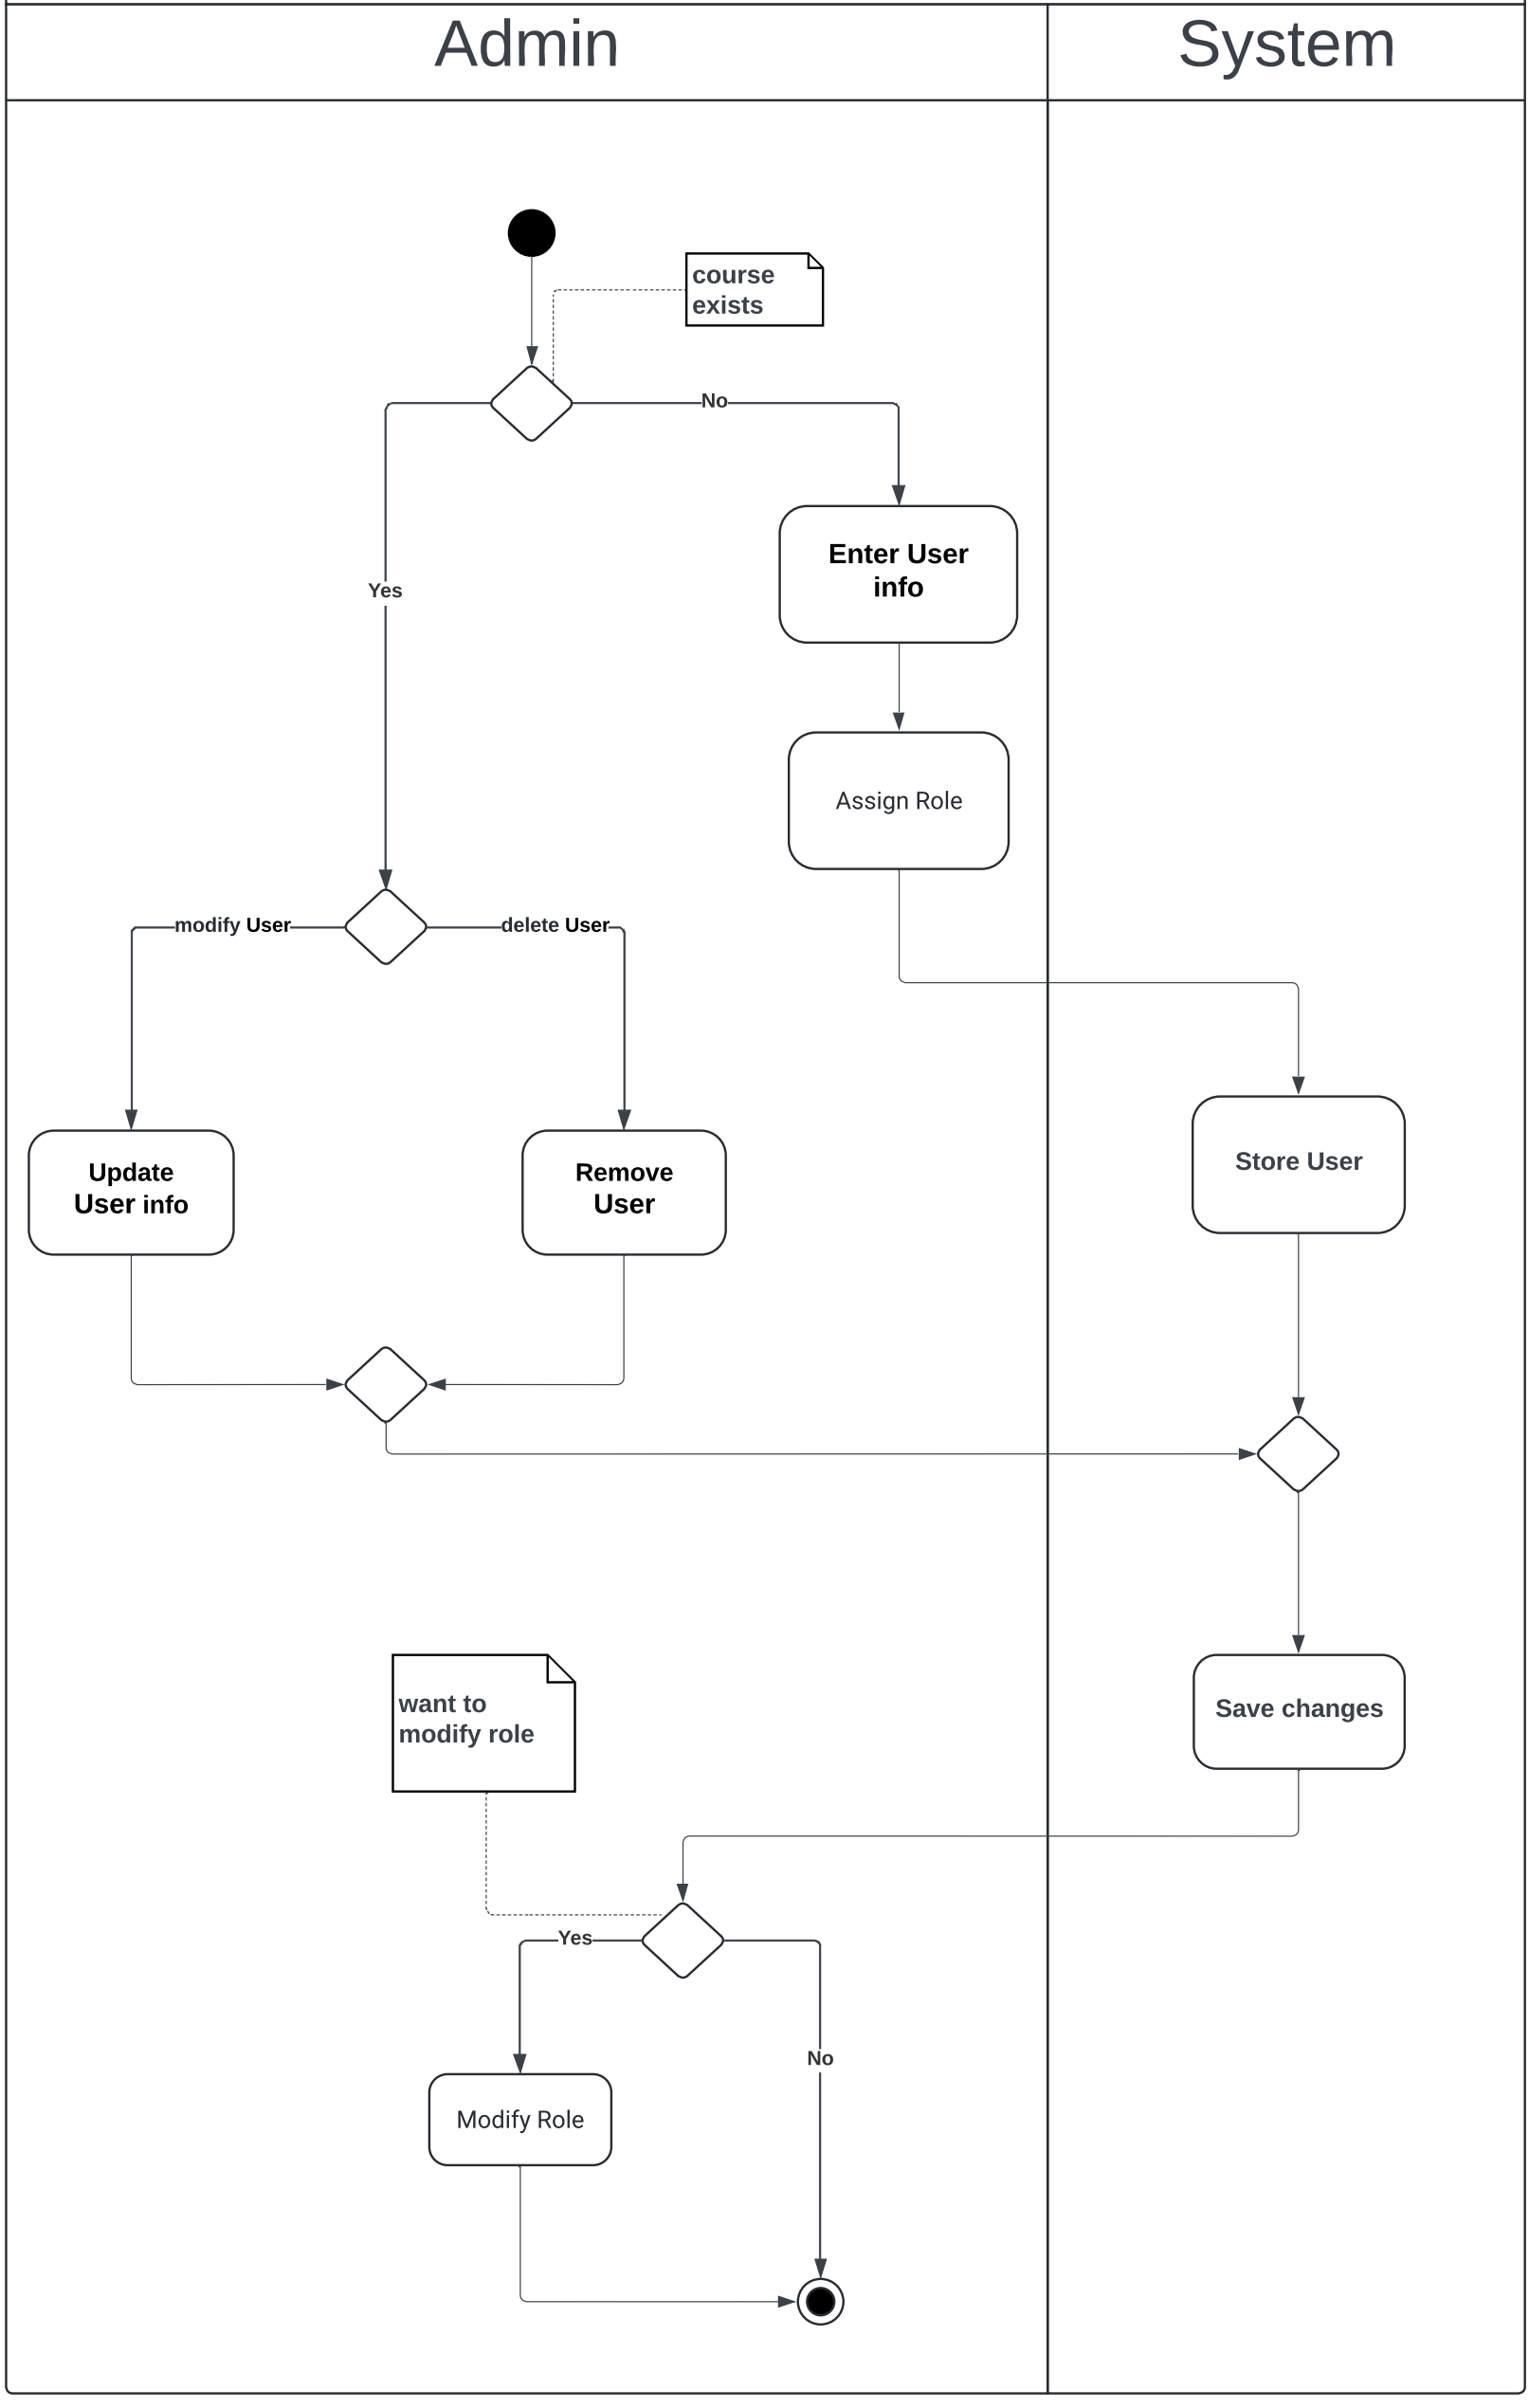 Admin
System
course
exists
No
Enter User
info
Yes
Assign Role
modify User
delete User
Update
User info
Remove
User
Store User
want to
modify role
Save changes
Yes
No
Modify Role